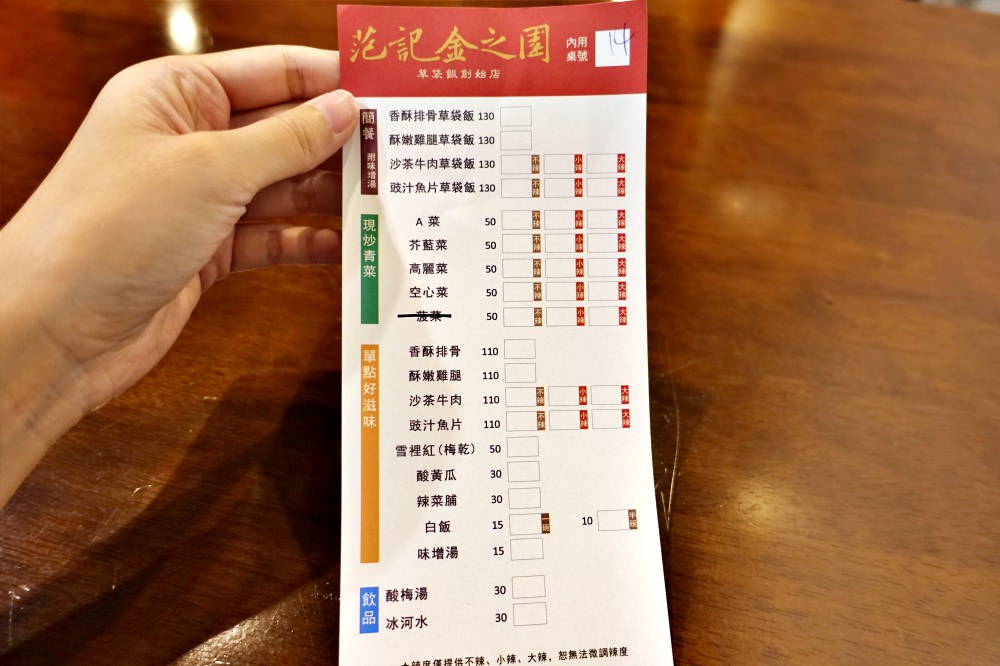 范記金之園
草袋飯創始店
內用
桌號
14
簡餐 附味增湯
香酥排骨草袋飯 130
酥嫩雞腿草袋飯 130
沙茶牛肉草袋飯 130 不辣 小辣 大辣
豉汁魚片草袋飯 130 不辣 小辣 大辣
現炒青菜
A 菜 50 不辣 小辣 大辣
芥藍菜 50 不辣 小辣 大辣
高麗菜 50 不辣 小辣 大辣
空心菜 50 不辣 小辣 大辣
菠菜 50 不辣 小辣 大辣
單點好滋味
香酥排骨 110
酥嫩雞腿 110
沙茶牛肉 110 不辣 小辣 大辣
豉汁魚片 110 不辣 小辣 大辣
雪裡紅(梅乾) 50
酸黃瓜 30
辣菜脯 30
白飯 15 一碗 10 半碗
味增湯 15
飲品
酸梅湯 30
冰河水 30
辣度僅提供不辣、小辣、大辣，恕無法微調辣度